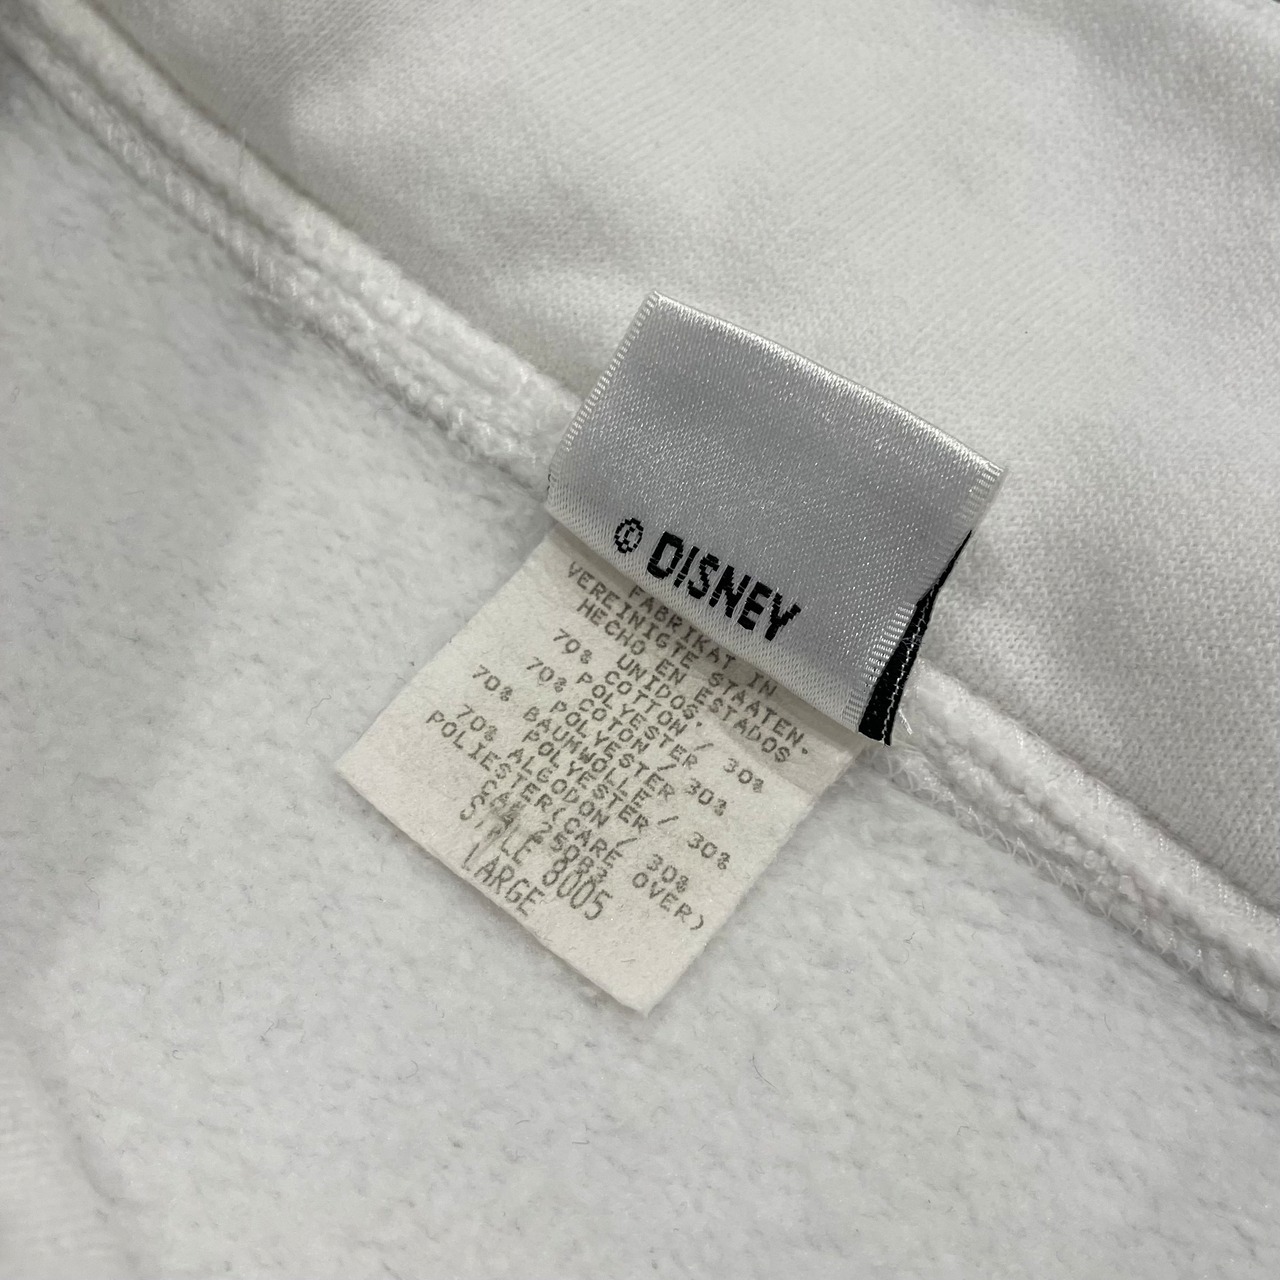 © DISNEY
FABRIKAT IN
VEREINIGTE STAATEN.
HECHO EN ESTADOS
UNIDOS
70% COTTON / 30%
POLYESTER
70% COTON / 30%
POLYESTER
70% BAUMWOLLE / 30%
POLYESTER
70% ALGODON / 30%
POLIESTER(CARE OVER)
CA# 25083
STYLE 8005
LARGE